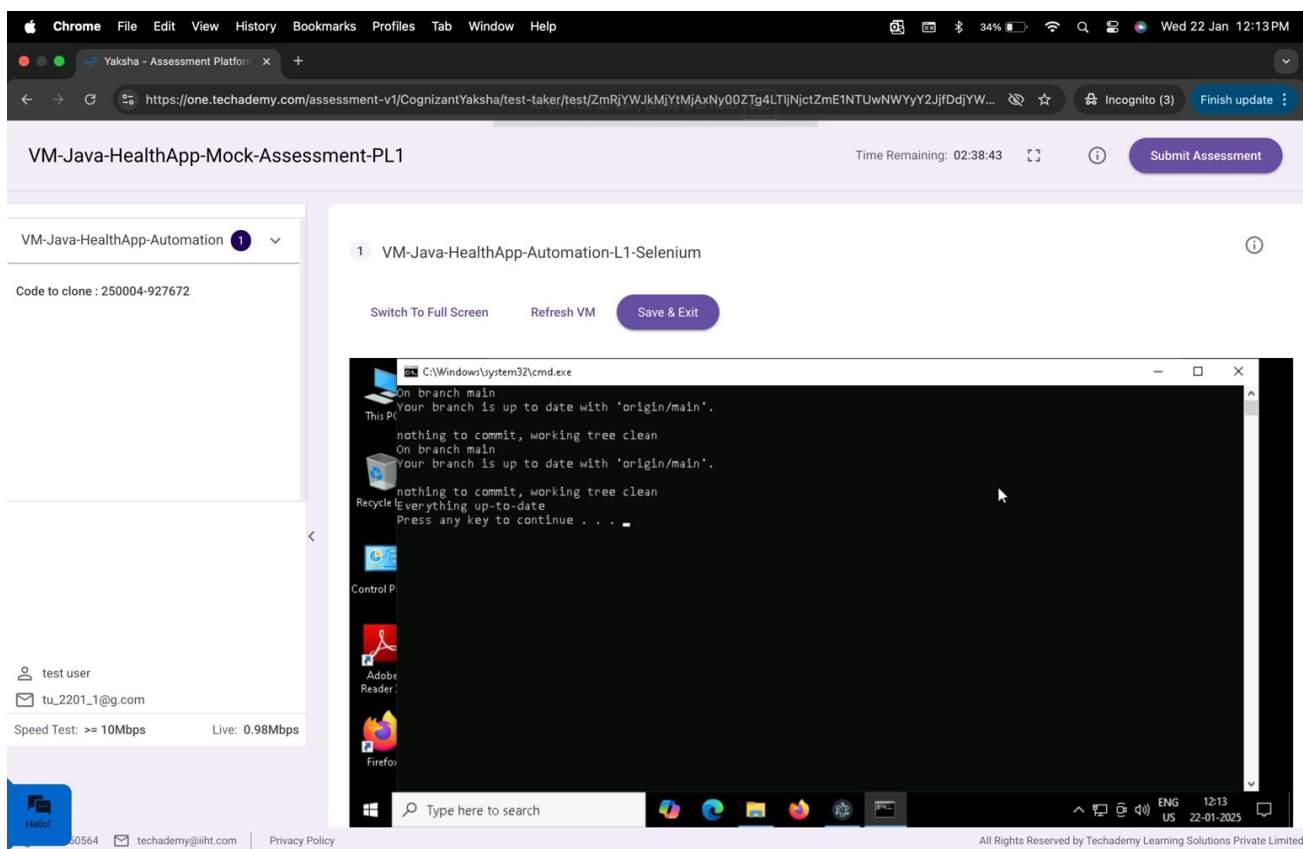 Chrome File Edit View History Bookmarks Profiles Tab Window Help 34% Wed 22 Jan 12:13 PM
Yaksha - Assessment Platform
https://one.techademy.com/assessment-v1/CognizantYaksha/test-taker/test/ Incognito (3) Finish update
VM-Java-HealthApp-Mock-Assessment-PL1 Time Remaining: 02:38:43 Submit Assessment
VM-Java-HealthApp-Automation 1
1 VM-Java-HealthApp-Automation-L1-Selenium
Code to clone : 250004-927672
Switch To Full Screen Refresh VM Save & Exit
C:\Windows\system32\cmd.exe
On branch main
Your branch is up to date with 'origin/main'.
nothing to commit, working tree clean
On branch main
Your branch is up to date with 'origin/main'.
nothing to commit, working tree clean
Everything up-to-date
Press any key to continue . . .
This PC
Recycle
Control P
Adobe
Reader
Firefox
test user
tu_2201_1@g.com
Speed Test: >= 10Mbps Live: 0.98Mbps
Type here to search ENG 12:13
US 22-01-2025
Hello!
50564 techademy@iiht.com Privacy Policy All Rights Reserved by Techademy Learning Solutions Private Limited